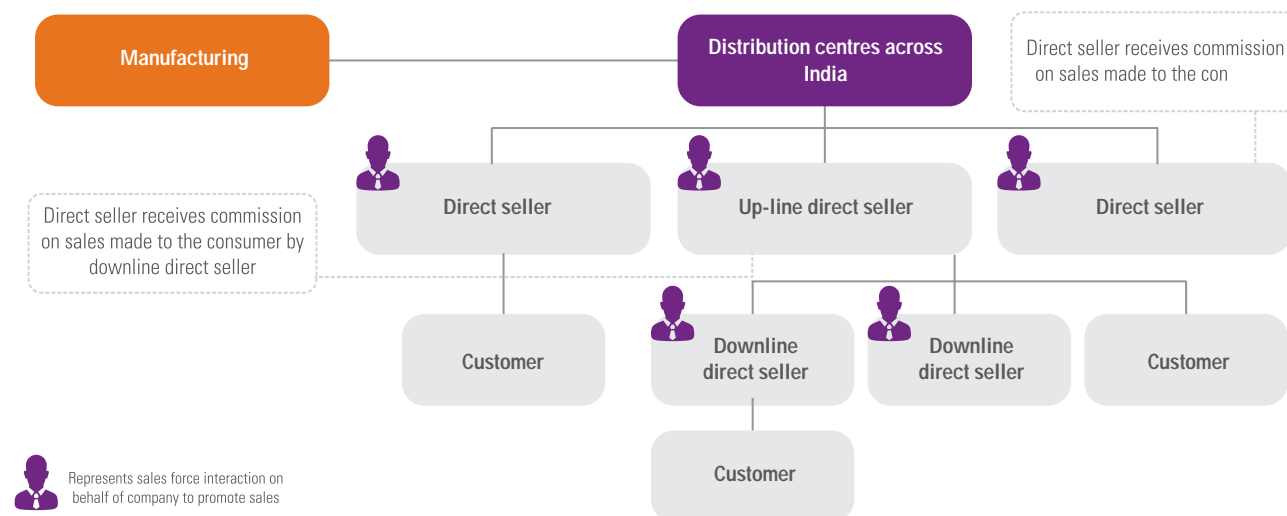 Manufacturing
Distribution centres across
India
Direct seller receives commission
on sales made to the con
Direct seller
Up-line direct seller
Direct seller
Direct seller receives commission
on sales made to the consumer by
downline direct seller
Customer
Downline
direct seller
Downline
direct seller
Customer
Customer
Represents sales force interaction on
behalf of company to promote sales